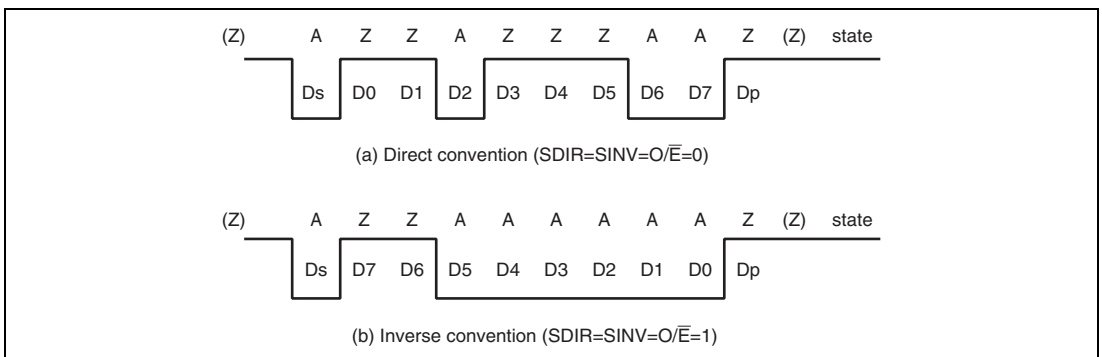 (Z) A Z Z A Z Z Z A A Z (Z) state
Ds D0 D1 D2 D3 D4 D5 D6 D7 Dp
(a) Direct convention (SDIR=SINV=O/E̅=0)
(Z) A Z Z A A A A A A Z (Z) state
Ds D7 D6 D5 D4 D3 D2 D1 D0 Dp
(b) Inverse convention (SDIR=SINV=O/E̅=1)